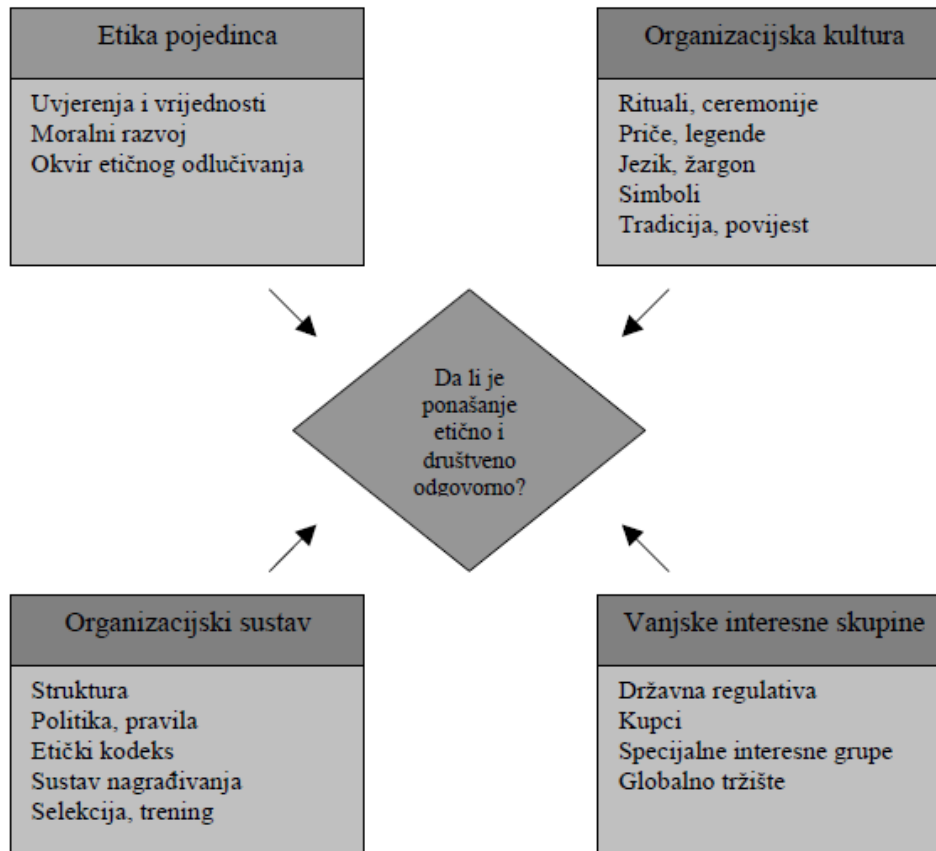 Etika pojedinca
Uvjerenja i vrijednosti
Moralni razvoj
Okvir etičnog odlučivanja
Organizacijska kultura
Rituali, ceremonije
Priče, legende
Jezik, žargon
Simboli
Tradicija, povijest
Da li je
ponašanje
etično i
društveno
odgovorno?
Organizacijski sustav
Struktura
Politika, pravila
Etički kodeks
Sustav nagrađivanja
Selekcija, trening
Vanjske interesne skupine
Državna regulativa
Kupci
Specijalne interesne grupe
Globalno tržište